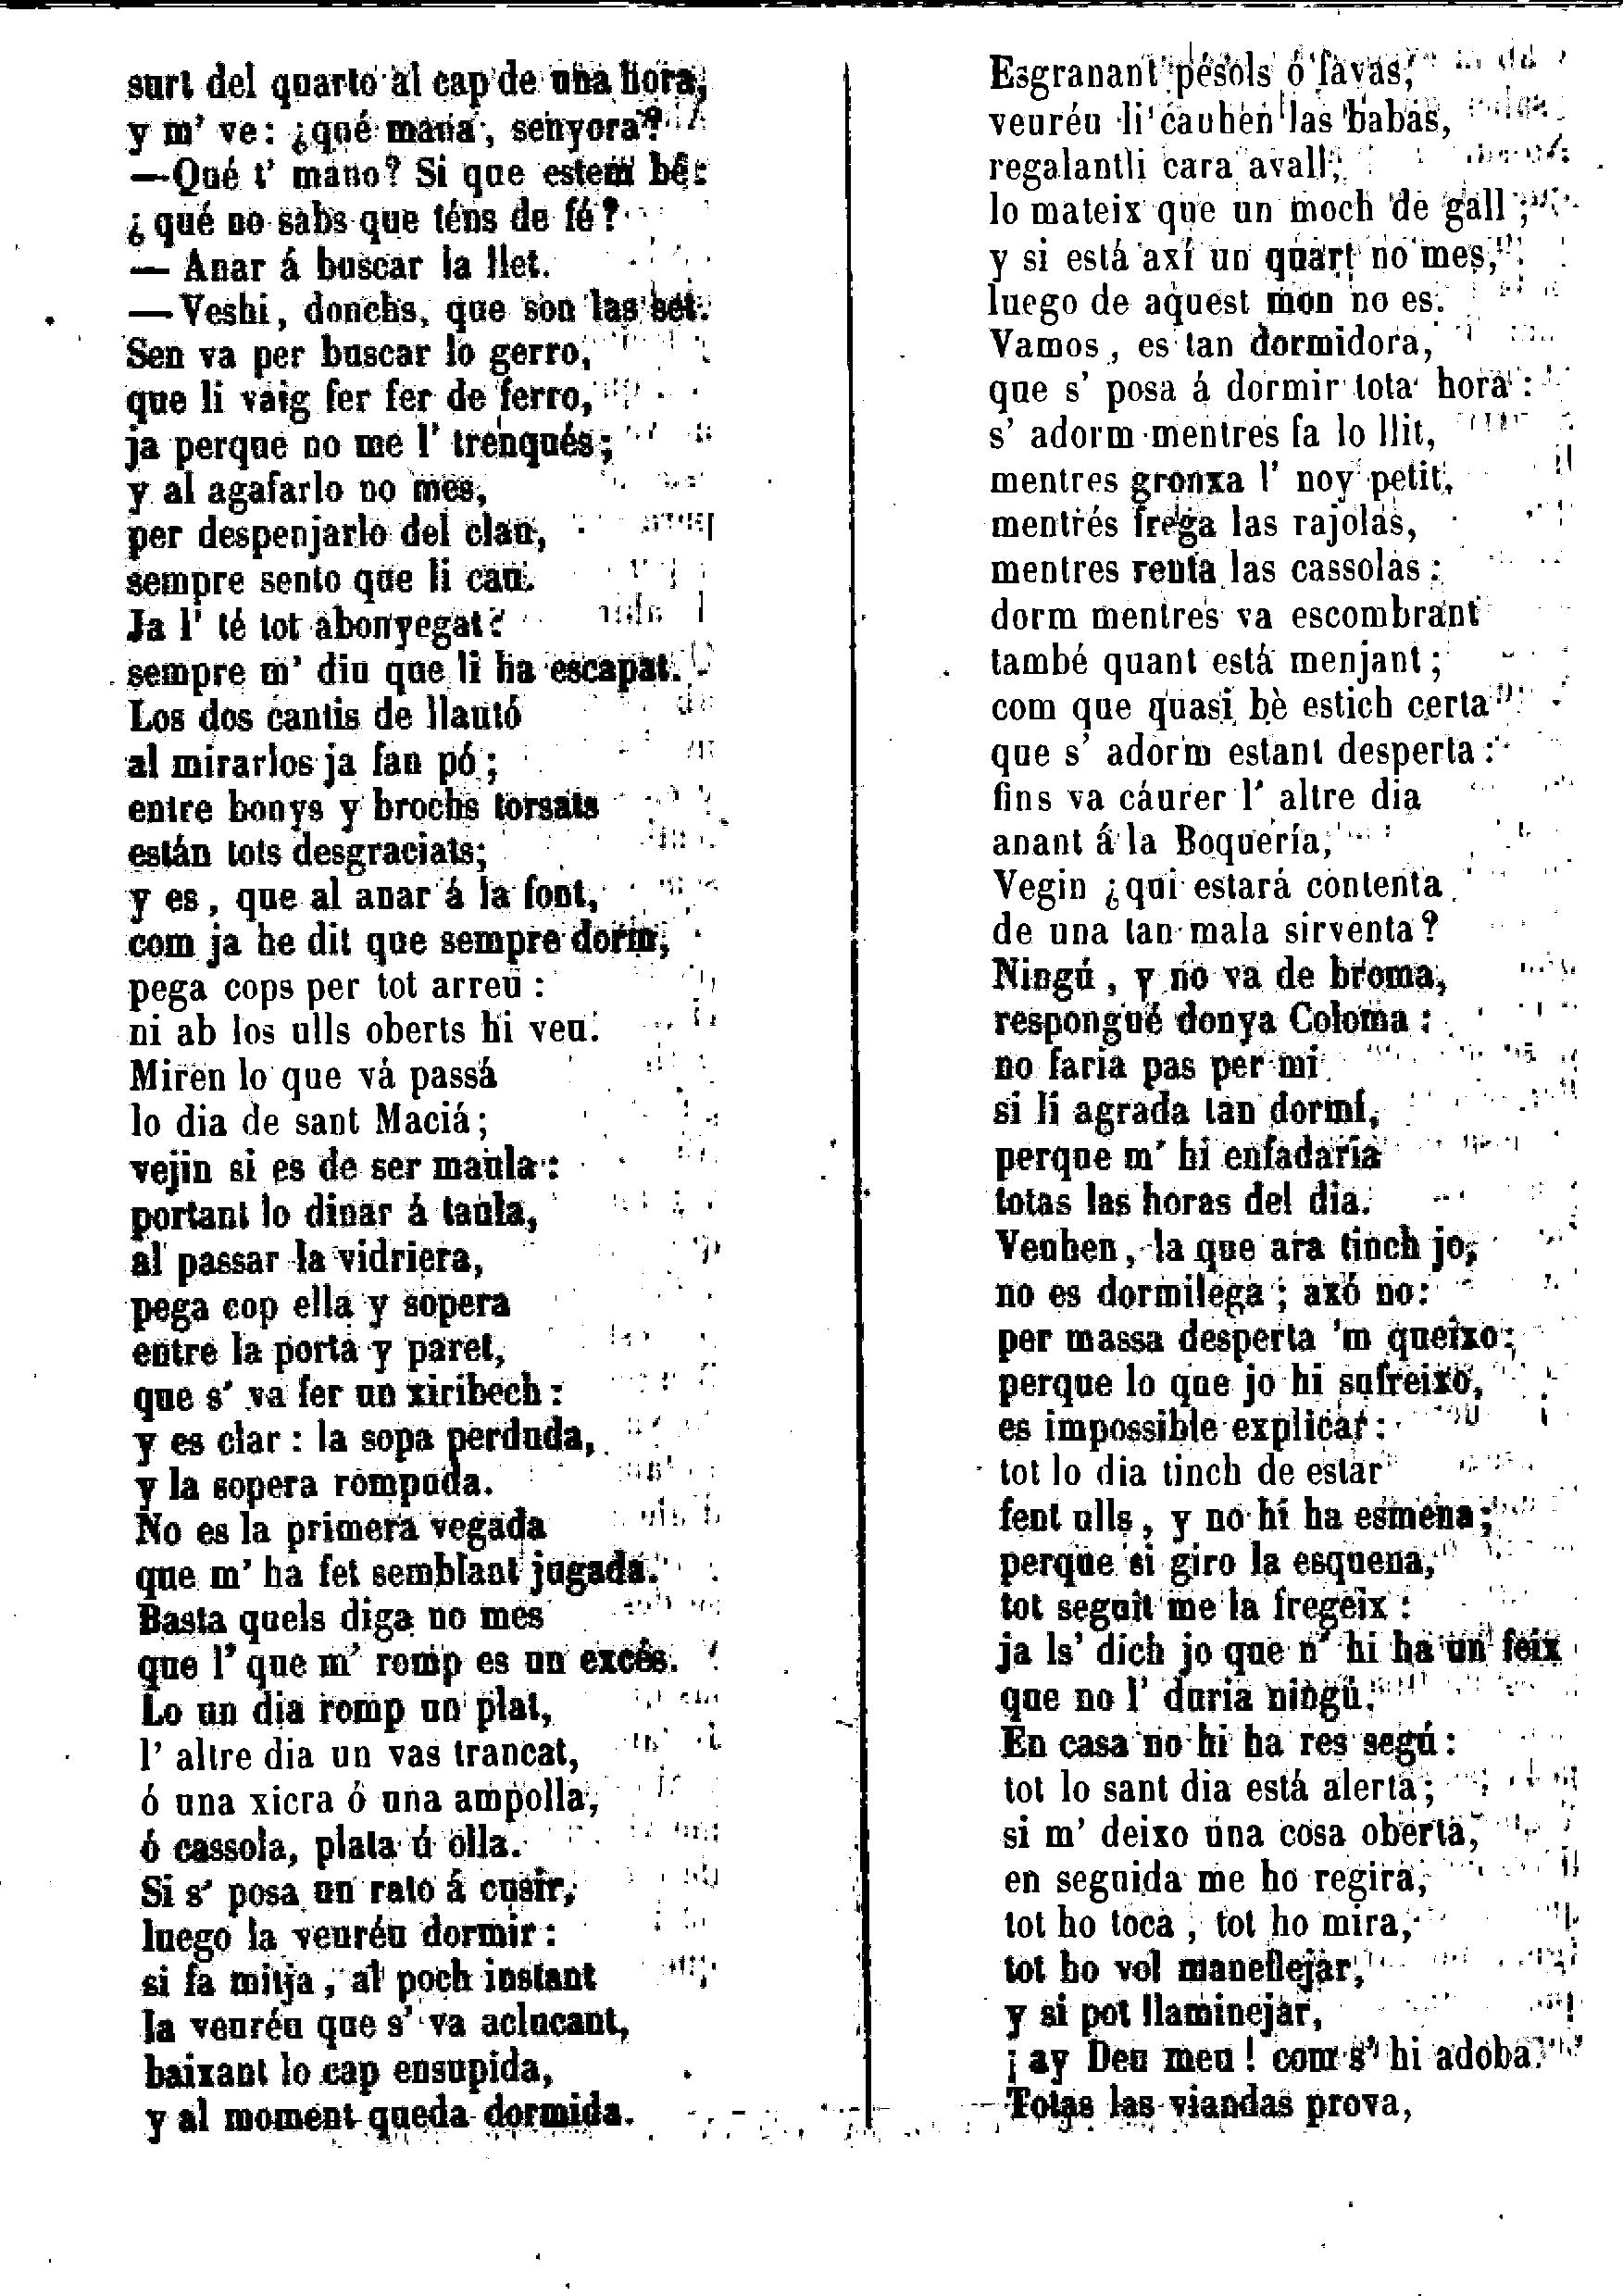 surt del quarto al cap de una hora,
y m' ve: ¿qué mana, senyora?
—Qué t' mano? Si que estem bé:
¿qué no sabs que téns de fé?
— Anar á buscar la llet.
—Veshi, donchs, que son las set.
Sen va per buscar lo gerro,
que li vaig fer fer de ferro,
ja perque no me l' trenqués;
y al agafarlo no mes,
per despenjarlo del clau,
sempre sento que li cau.
Ja l' té tot abonyegat:
sempre m' diu que li ha escapat.
Los dos cantis de llautó
al mirarlos ja fan pó;
entre bonys y brochs torsats
están tots desgraciats;
y es, que al anar á la font,
com ja he dit que sempre dorm,
pega cops per tot arreu:
ni ab los ulls oberts hi veu.
Miren lo que vá passá
lo dia de sant Maciá;
vejin si es de ser maula:
portant lo dinar á taula,
al passar la vidriera,
pega cop ella y sopera
entre la porta y paret,
que s' va fer un xiribech:
y es clar: la sopa perduda,
y la sopera rompuda.
No es la primera vegada
que m' ha fet semblant jugada.
Basta quels diga no mes
que l' que m' romp es un excés.
Lo un dia romp un plat,
l' altre dia un vas trancat,
ó una xicra ó una ampolla,
ó cassola, plata ú olla.
Si s' posa un rato á cusir,
luego la veuréu dormir:
si fa mitja, al poch instant
la veuréu que s' va aclucant,
baixant lo cap ensupida,
y al moment queda dormida.
Esgranant pésols ó favas,
veuréu li cauhen las babas,
regalantli cara avall,
lo mateix que un moch de gall;
y si está axí un quart no mes,
luego de aquest mon no es.
Vamos, es tan dormidora,
que s' posa á dormir tota hora:
s' adorm mentres fa lo llit,
mentres gronxa l' noy petit,
mentrés frega las rajolas,
mentres renta las cassolas:
dorm mentres va escombrant
també quant está menjant;
com que quasi bè estich certa
que s' adorm estant desperta:
fins va cáurer l' altre dia
anant á la Boquería,
Vegin ¿qui estará contenta
de una tan mala sirventa?
Ningú, y no va de broma,
respongué donya Coloma:
no faria pas per mi
si li agrada tan dormí,
perque m' hi enfadaria
totas las horas del dia.
Veuhen, la que ara tinch jo,
no es dormilega; axó no:
per massa desperta 'm queixo;
perque lo que jo hi sufreixo,
es impossible explicar:
tot lo dia tinch de estar
fent ulls, y no hi ha esmena;
perque si giro la esquena,
tot seguit me la fregeix:
ja ls' dich jo que n' hi ha un feix
que no l' duria ningú.
En casa no hi ha res segú:
tot lo sant dia está alerta;
si m' deixo una cosa oberta,
en seguida me ho regira,
tot ho toca, tot ho mira,
tot ho vol maneflejar,
y si pot llaminejar,
¡ay Deu meu! com s' hi adoba.
Totas las viandas prova,